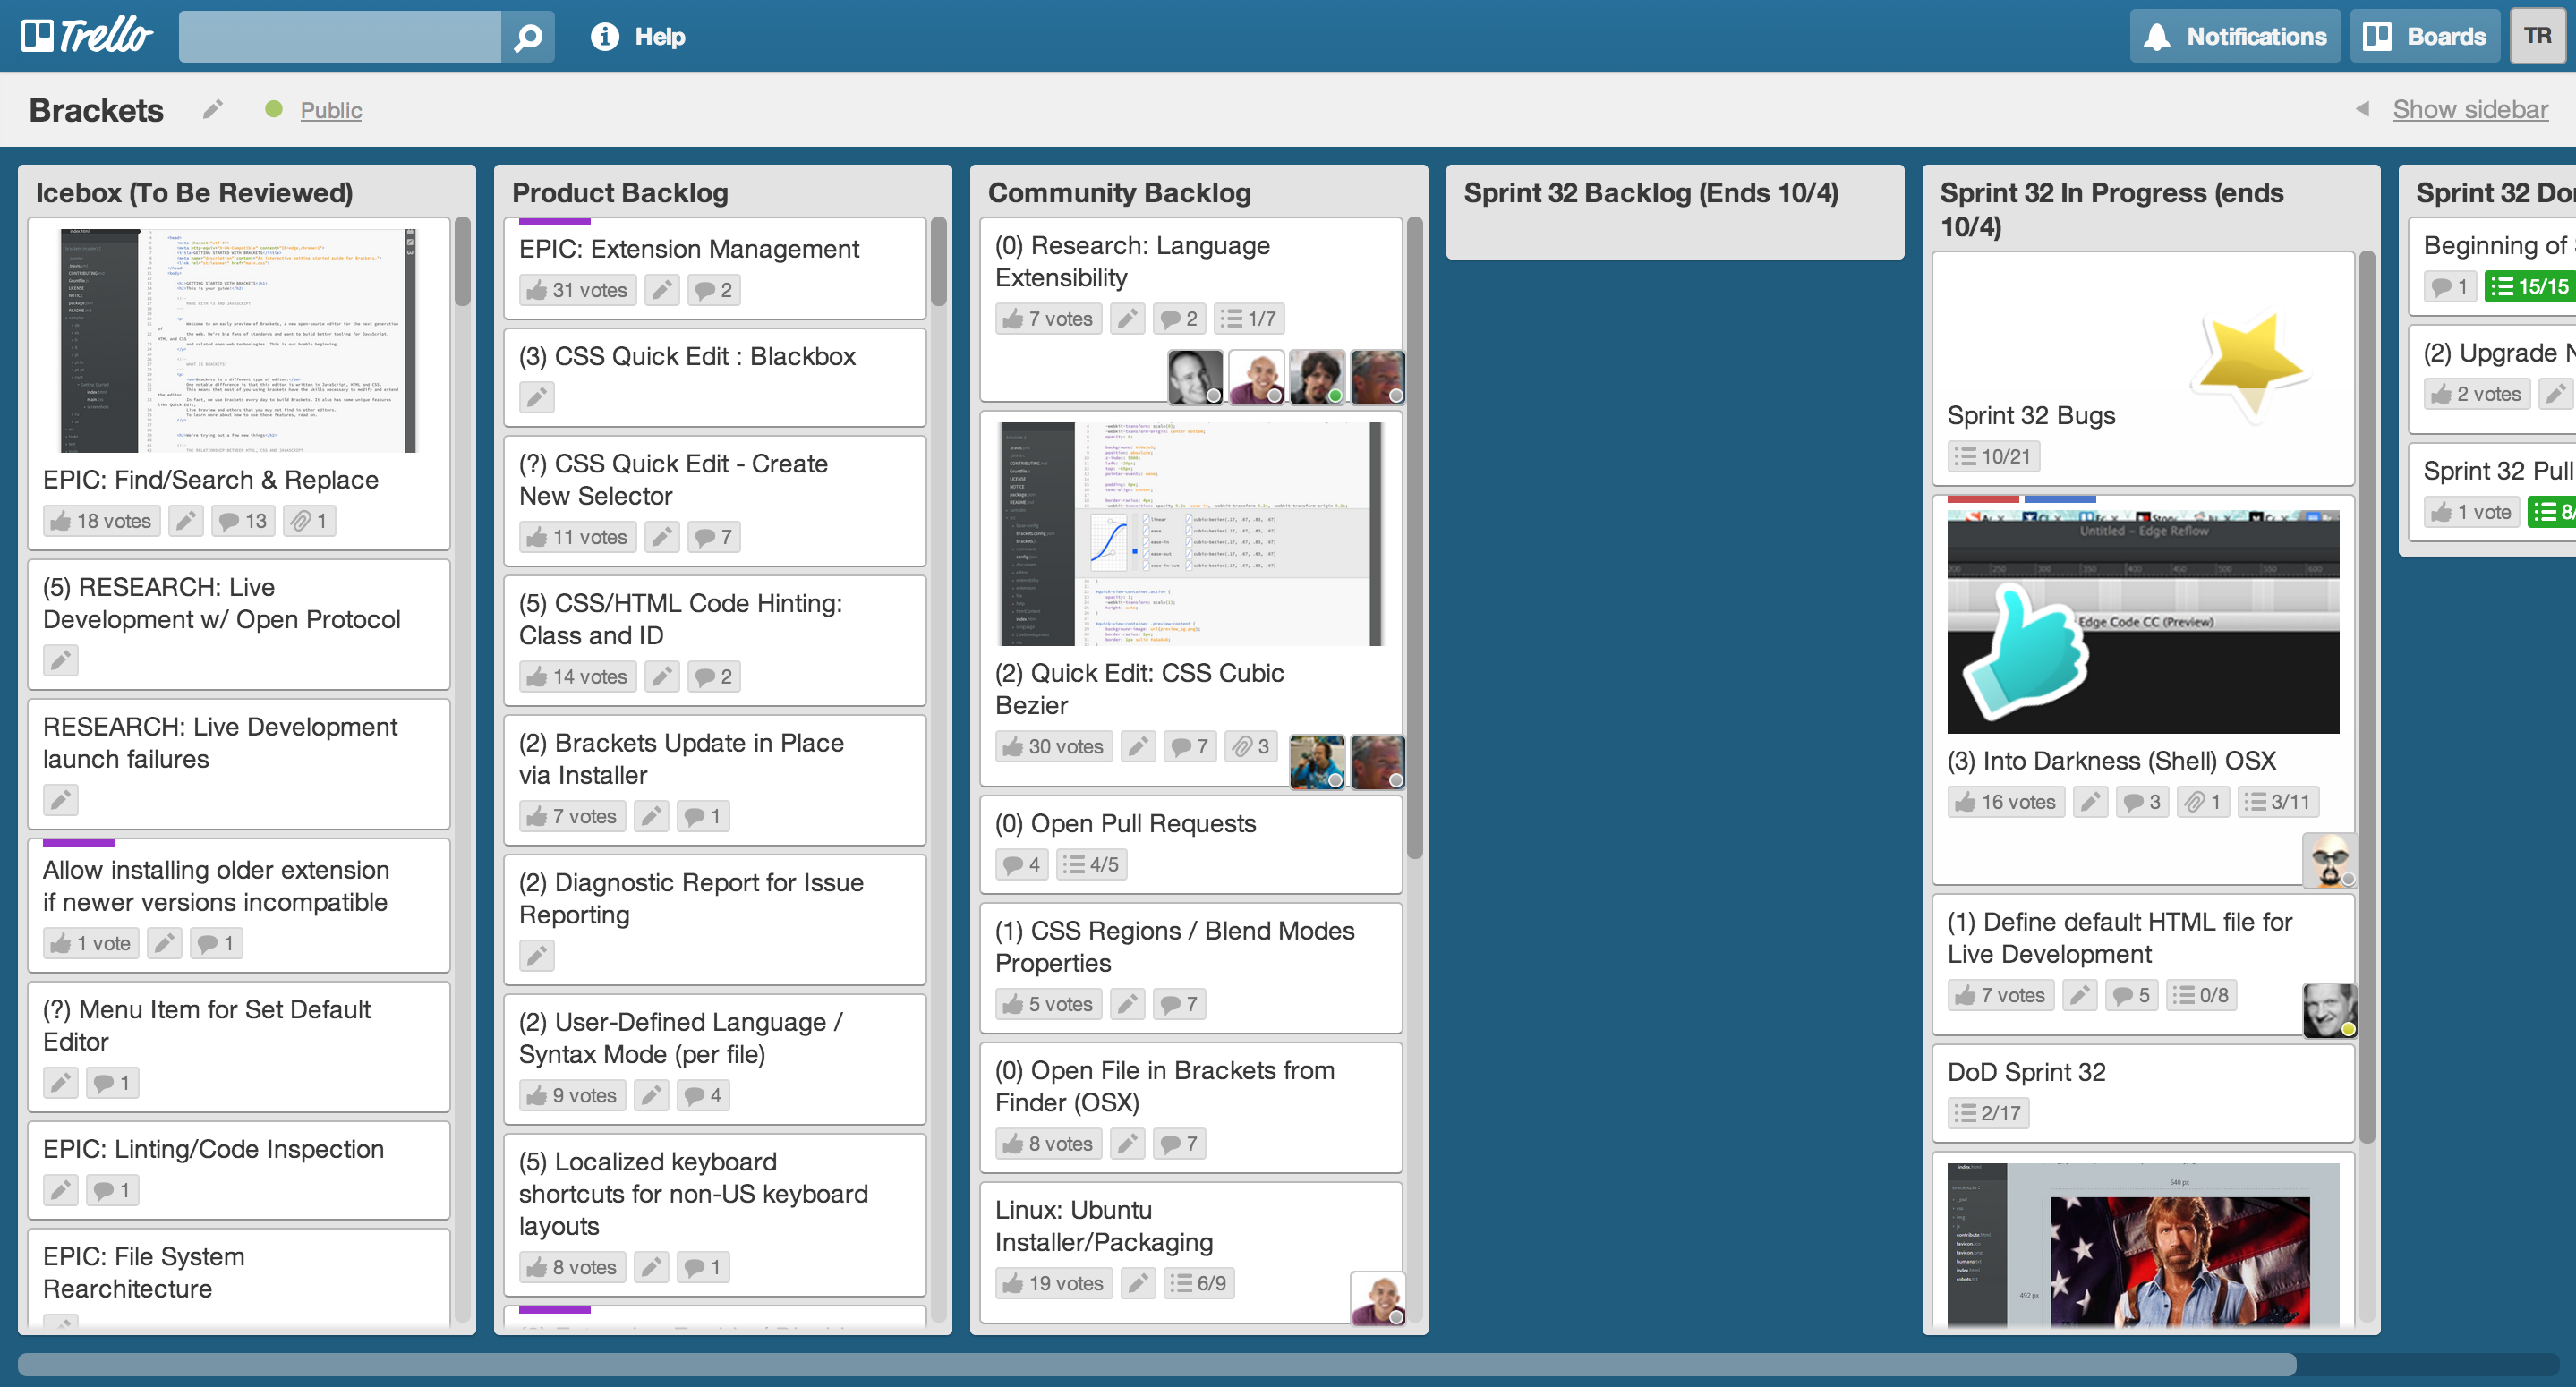 Trello
Help
Notifications
Boards
TR
Brackets
Public
Show sidebar
Icebox (To Be Reviewed)
EPIC: Find/Search & Replace
18 votes
13
1
(5) RESEARCH: Live
Development w/ Open Protocol
RESEARCH: Live Development
launch failures
Allow installing older extension
if newer versions incompatible
1 vote
1
(?) Menu Item for Set Default
Editor
1
EPIC: Linting/Code Inspection
1
EPIC: File System
Rearchitecture
Product Backlog
EPIC: Extension Management
31 votes
2
(3) CSS Quick Edit : Blackbox
(?) CSS Quick Edit - Create
New Selector
11 votes
7
(5) CSS/HTML Code Hinting:
Class and ID
14 votes
2
(2) Brackets Update in Place
via Installer
7 votes
1
(2) Diagnostic Report for Issue
Reporting
(2) User-Defined Language /
Syntax Mode (per file)
9 votes
4
(5) Localized keyboard
shortcuts for non-US keyboard
layouts
8 votes
1
Community Backlog
(0) Research: Language
Extensibility
7 votes
2
1/7
(2) Quick Edit: CSS Cubic
Bezier
30 votes
7
3
(0) Open Pull Requests
4
4/5
(1) CSS Regions / Blend Modes
Properties
5 votes
7
(0) Open File in Brackets from
Finder (OSX)
8 votes
7
Linux: Ubuntu
Installer/Packaging
19 votes
6/9
Sprint 32 Backlog (Ends 10/4)
Sprint 32 In Progress (ends
10/4)
Sprint 32 Bugs
10/21
Untitled – Edge Reflow
Edge Code CC (Preview)
(3) Into Darkness (Shell) OSX
16 votes
3
1
3/11
(1) Define default HTML file for
Live Development
7 votes
5
0/8
DoD Sprint 32
2/17
640 px
492 px
Sprint 32 Do
Beginning of
1
15/15
(2) Upgrade
2 votes
Sprint 32 Pull
1 vote
8/